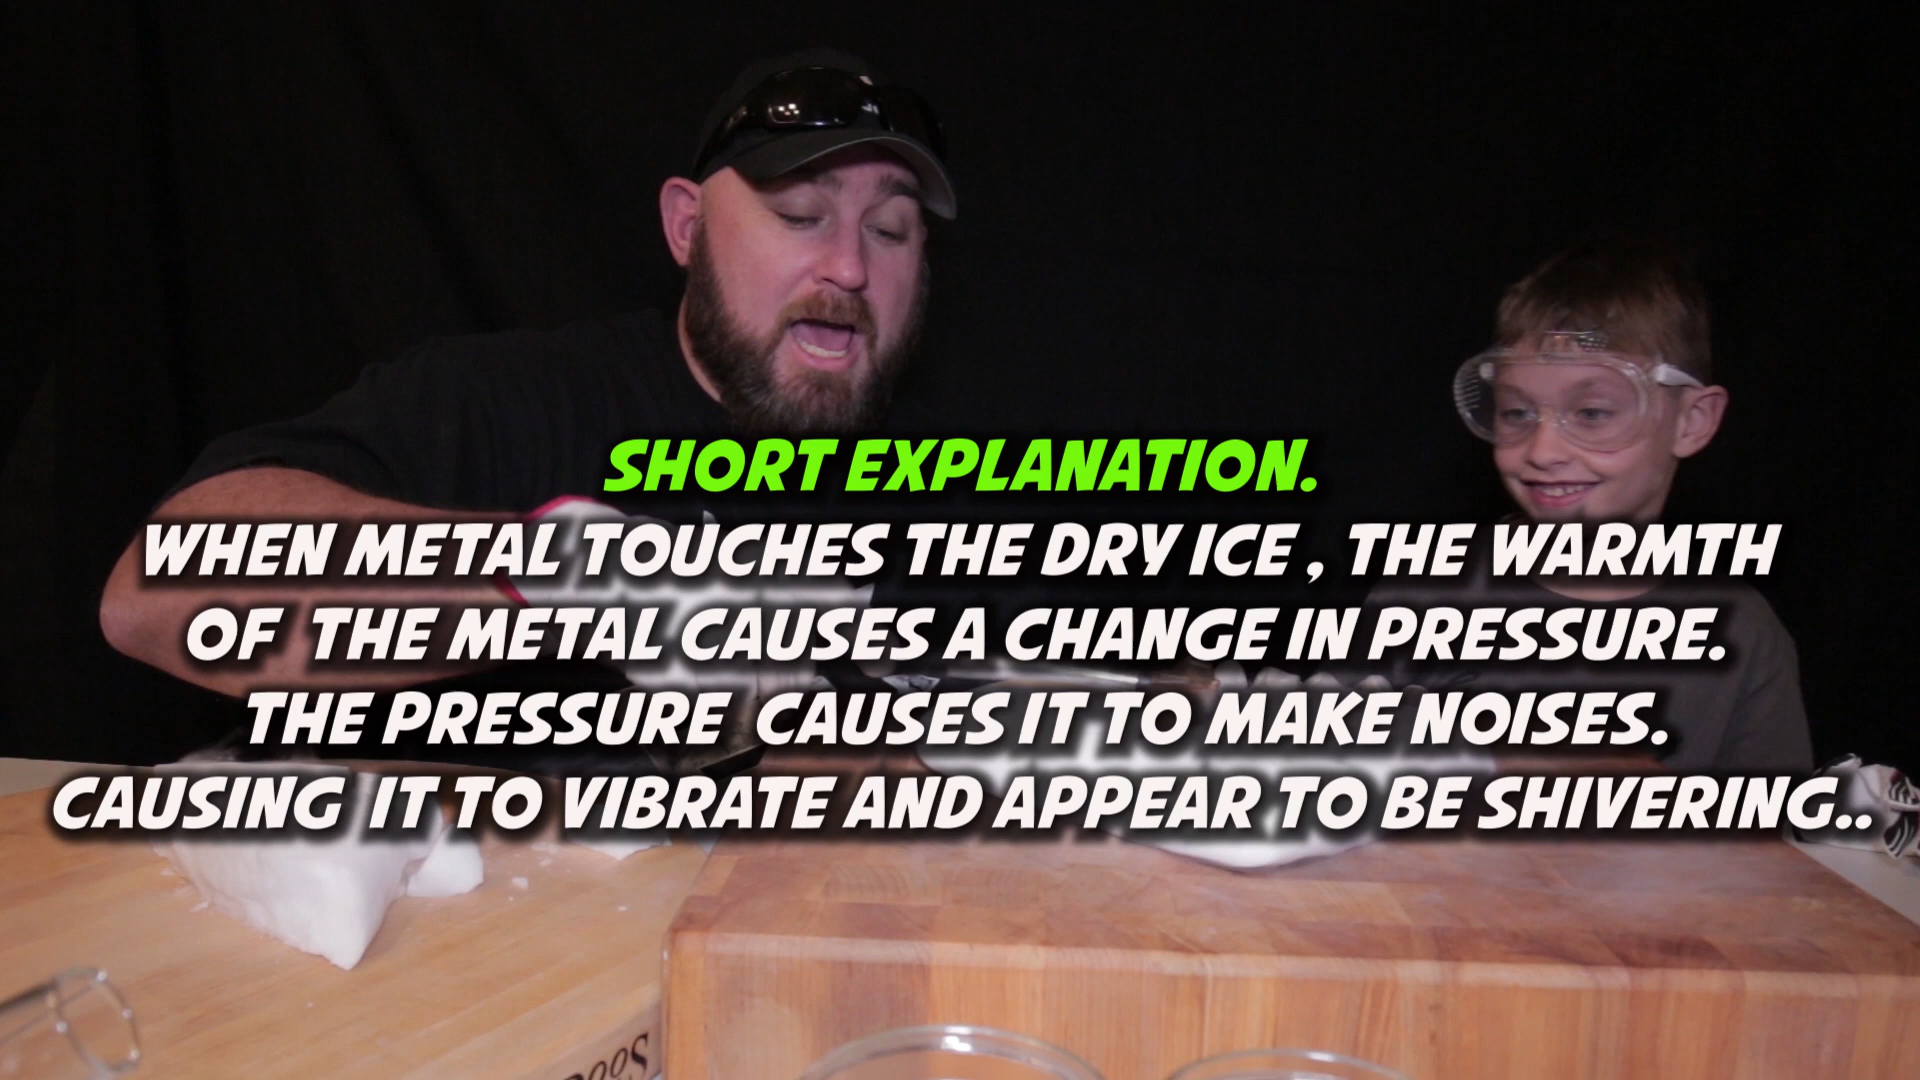 SHORT EXPLANATION.
WHEN METAL TOUCHES THE DRY ICE , THE WARMTH
OF THE METAL CAUSES A CHANGE IN PRESSURE.
THE PRESSURE CAUSES IT TO MAKE NOISES.
CAUSING IT TO VIBRATE AND APPEAR TO BE SHIVERING..